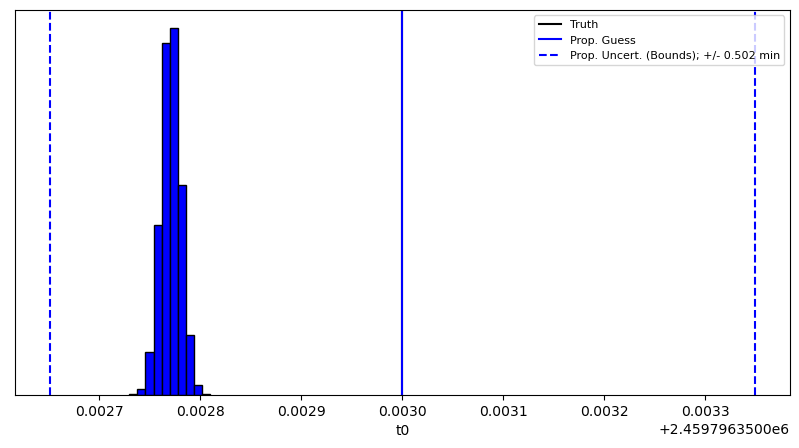 Truth
Prop. Guess
Prop. Uncert. (Bounds); +/- 0.502 min
0.0027 0.0028 0.0029 0.0030 0.0031 0.0032 0.0033
t0
+2.4597963500e6